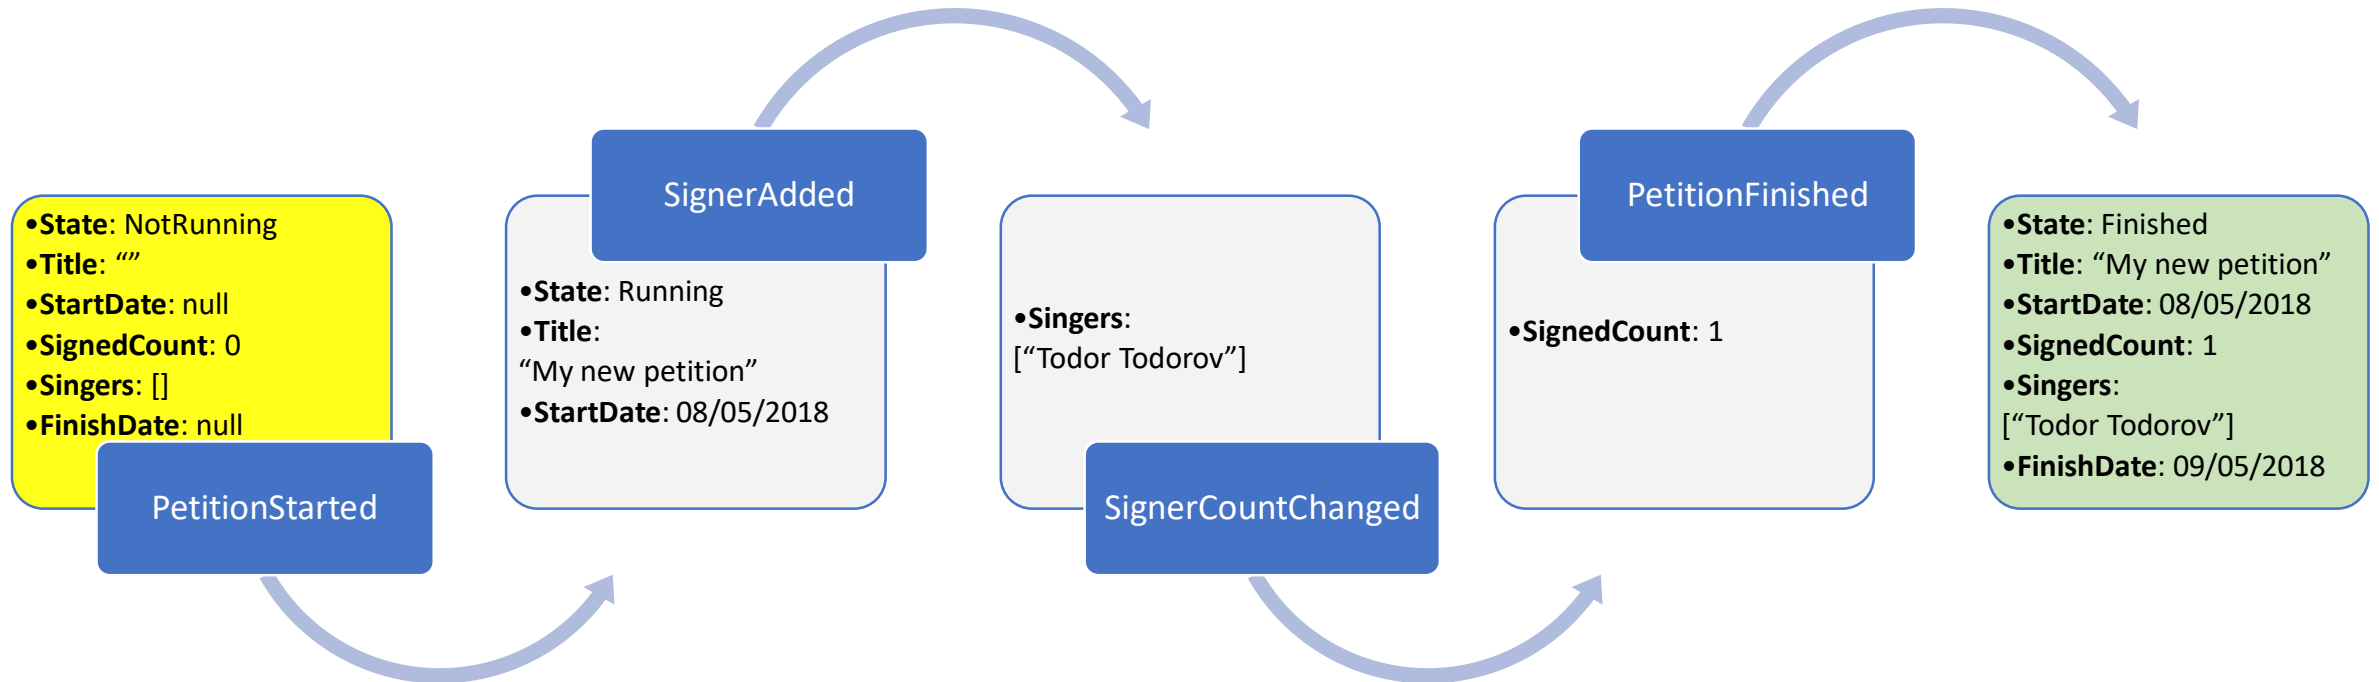 •State: NotRunning
•Title: “”
•StartDate: null
•SignedCount: 0
•Singers: []
•FinishDate: null
PetitionStarted
SignerAdded
•State: Running
•Title:
“My new petition”
•StartDate: 08/05/2018
•Singers:
[“Todor Todorov”]
SignerCountChanged
PetitionFinished
•SignedCount: 1
•State: Finished
•Title: “My new petition”
•StartDate: 08/05/2018
•SignedCount: 1
•Singers:
[“Todor Todorov”]
•FinishDate: 09/05/2018